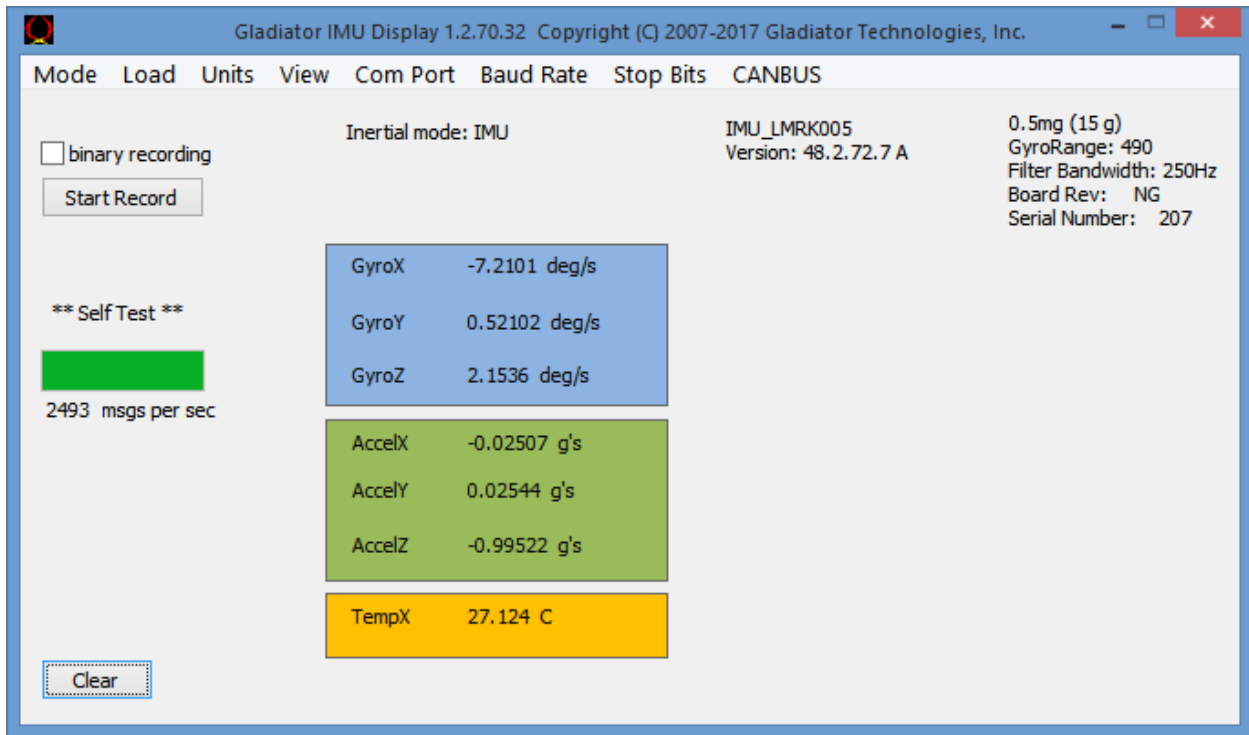 Gladiator IMU Display 1.2.70.32 Copyright (C) 2007-2017 Gladiator Technologies, Inc.
Mode Load Units View Com Port Baud Rate Stop Bits CANBUS
binary recording
Start Record
Inertial mode: IMU
IMU_LMRK005
Version: 48.2.72.7 A
0.5mg (15 g)
GyroRange: 490
Filter Bandwidth: 250Hz
Board Rev: NG
Serial Number: 207
** Self Test **
2493 msgs per sec
GyroX -7.2101 deg/s
GyroY 0.52102 deg/s
GyroZ 2.1536 deg/s
AccelX -0.02507 g's
AccelY 0.02544 g's
AccelZ -0.99522 g's
TempX 27.124 C
Clear